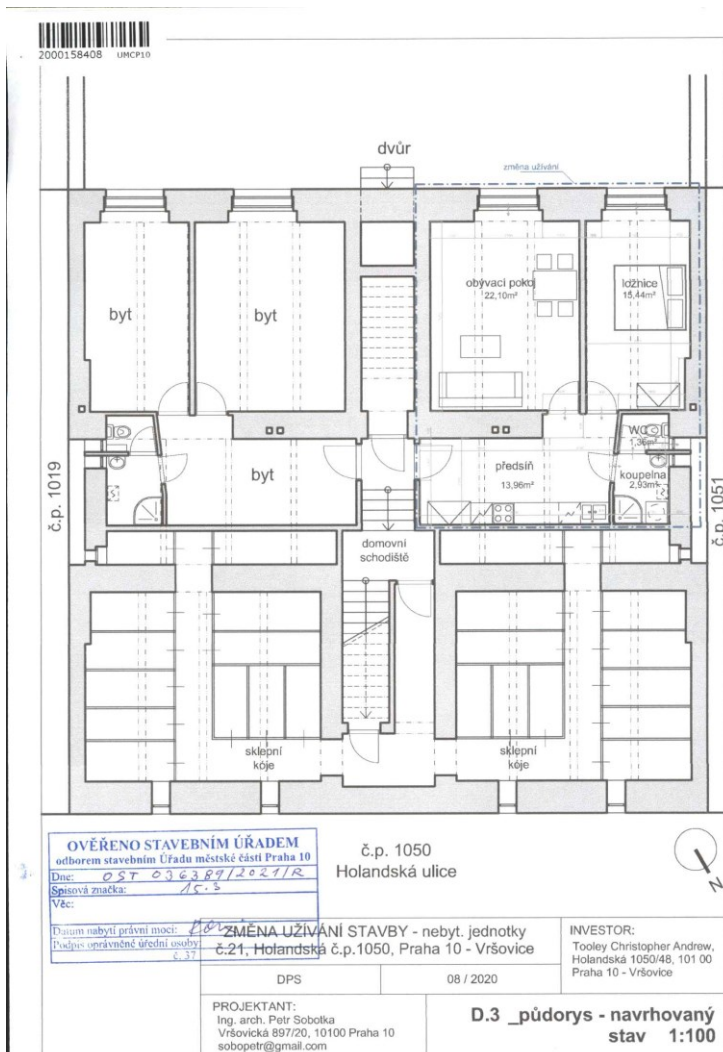 2000158408 UMCP10
dvůr
změna užívání
byt
byt
obývací pokoj
22,10m²
ložnice
15,44m²
WC
1,36m²
byt
předsíň
13,96m²
koupelna
2,93m²
č.p. 1019
č.p. 1051
domovní
schodiště
sklepní
kóje
sklepní
kóje
č.p. 1050
Holandská ulice
N
OVĚŘENO STAVEBNÍM ÚŘADEM
odborem stavebním Úřadu městské části Praha 10
Dne: OST 036389/2021/R
Spisová značka: 15.3
Věc:
Datum nabytí právní moci:
Podpis oprávněné úřední osoby:
č. 37
ZMĚNA UŽÍVÁNÍ STAVBY - nebyt. jednotky
č.21, Holandská č.p.1050, Praha 10 - Vršovice
DPS
08 / 2020
INVESTOR:
Tooley Christopher Andrew,
Holandská 1050/48, 101 00
Praha 10 - Vršovice
PROJEKTANT:
Ing. arch. Petr Sobotka
Vršovická 897/20, 10100 Praha 10
sobopetr@gmail.com
D.3 _půdorys - navrhovaný
stav 1:100